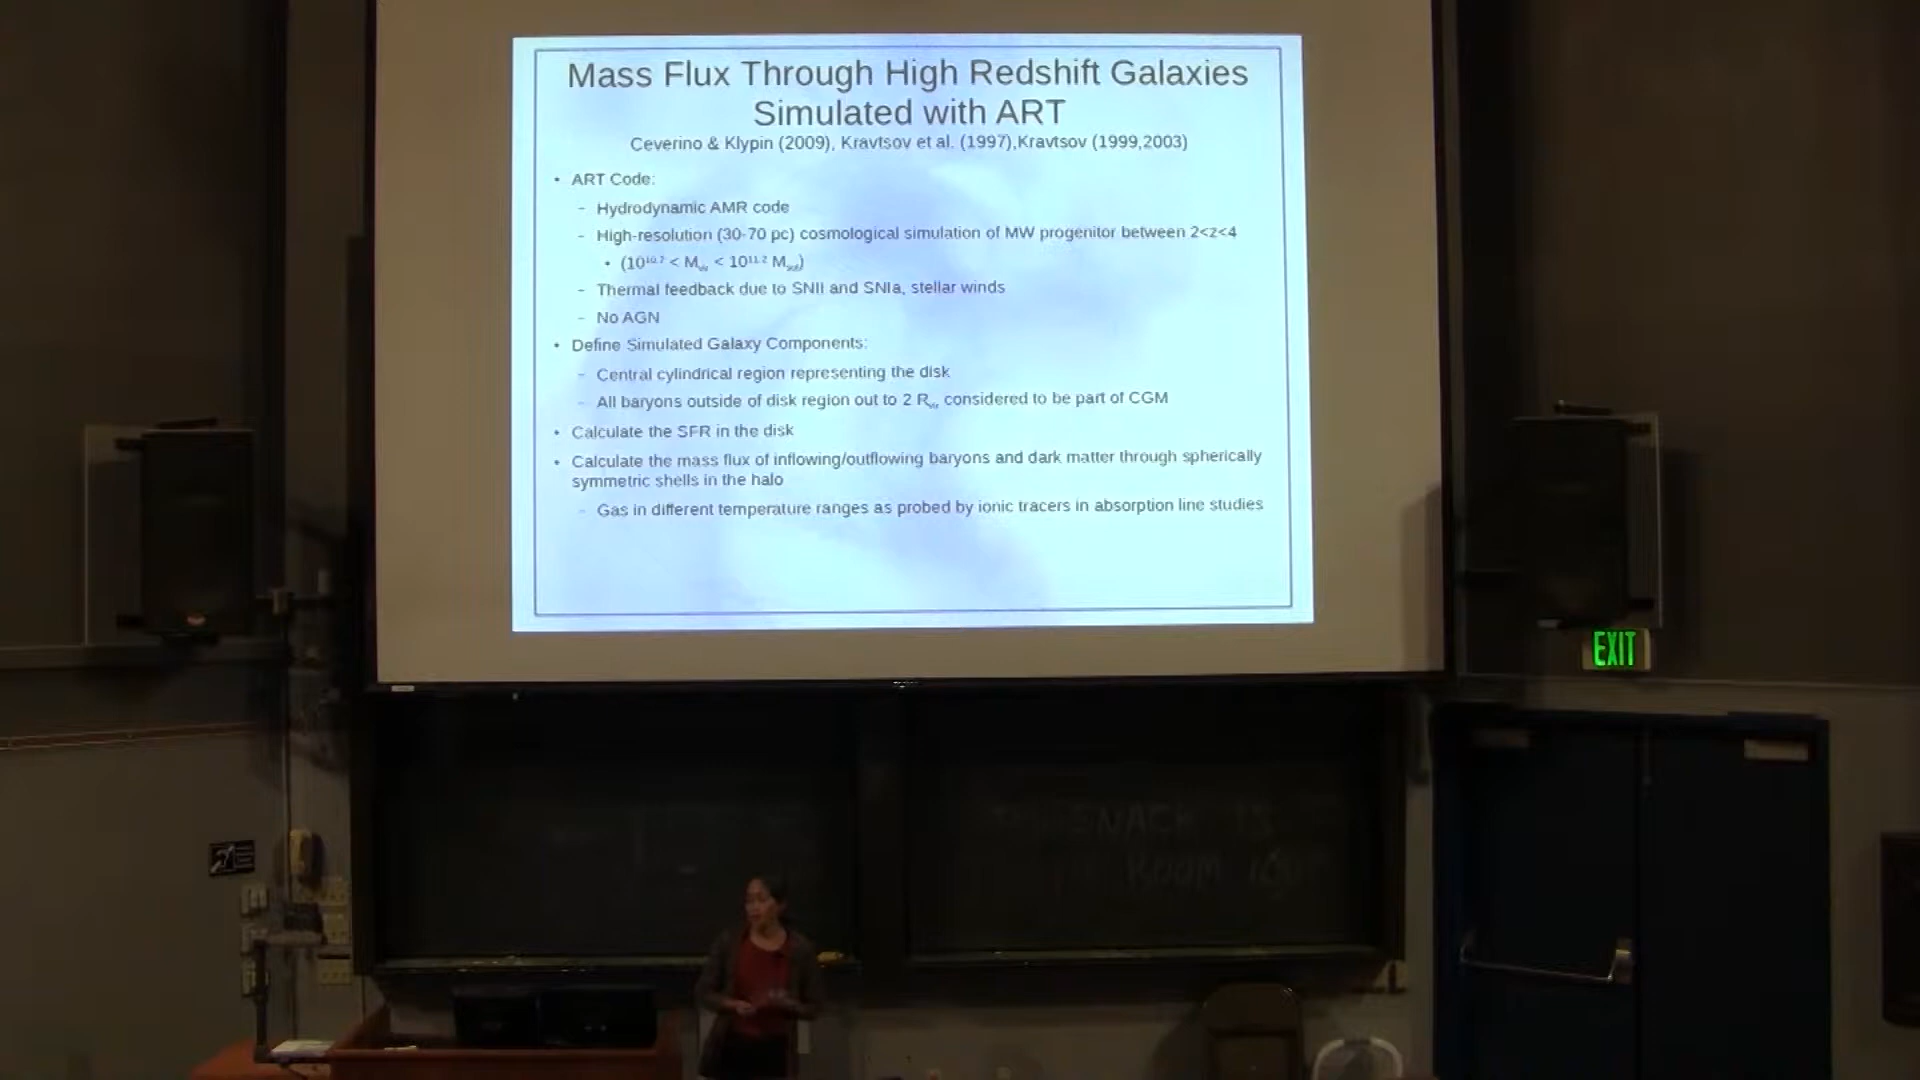 Mass Flux Through High Redshift Galaxies
Simulated with ART
Ceverino & Klypin (2009), Kravtsov et al. (1997),Kravtsov (1999,2003)
• ART Code:
– Hydrodynamic AMR code
– High-resolution (30-70 pc) cosmological simulation of MW progenitor between 2<z<4
• (10^10.7 < M < 10^11.2 M_sol)
– Thermal feedback due to SNII and SNIa, stellar winds
– No AGN
• Define Simulated Galaxy Components:
– Central cylindrical region representing the disk
– All baryons outside of disk region out to 2 R, considered to be part of CGM
• Calculate the SFR in the disk
• Calculate the mass flux of inflowing/outflowing baryons and dark matter through spherically
symmetric shells in the halo
– Gas in different temperature ranges as probed by ionic tracers in absorption line studies
EXIT
SNACK IS
ROOM